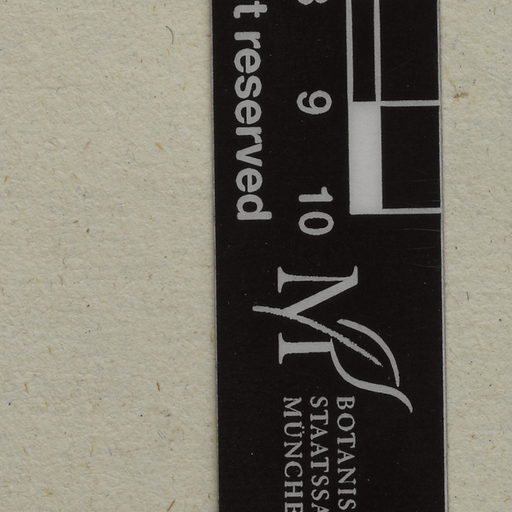 t reserved
8
9
10
M
BOTANIS
STAATSSA
MÜNCHE